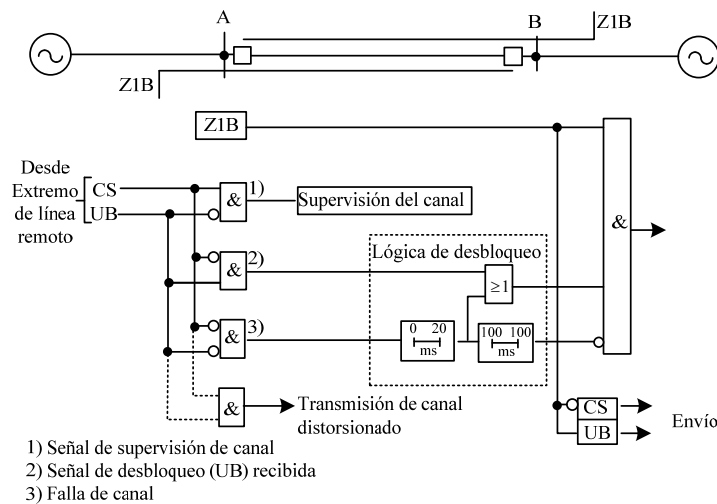 A
B
Z1B
Z1B
Z1B
Desde
Extremo
de línea
remoto
CS
UB
& 1)
Supervisión del canal
& 2)
Lógica de desbloqueo
≥1
&
& 3)
0 20
ms
100 100
ms
&
Transmisión de canal
distorsionado
CS
UB
Envío
1) Señal de supervisión de canal
2) Señal de desbloqueo (UB) recibida
3) Falla de canal